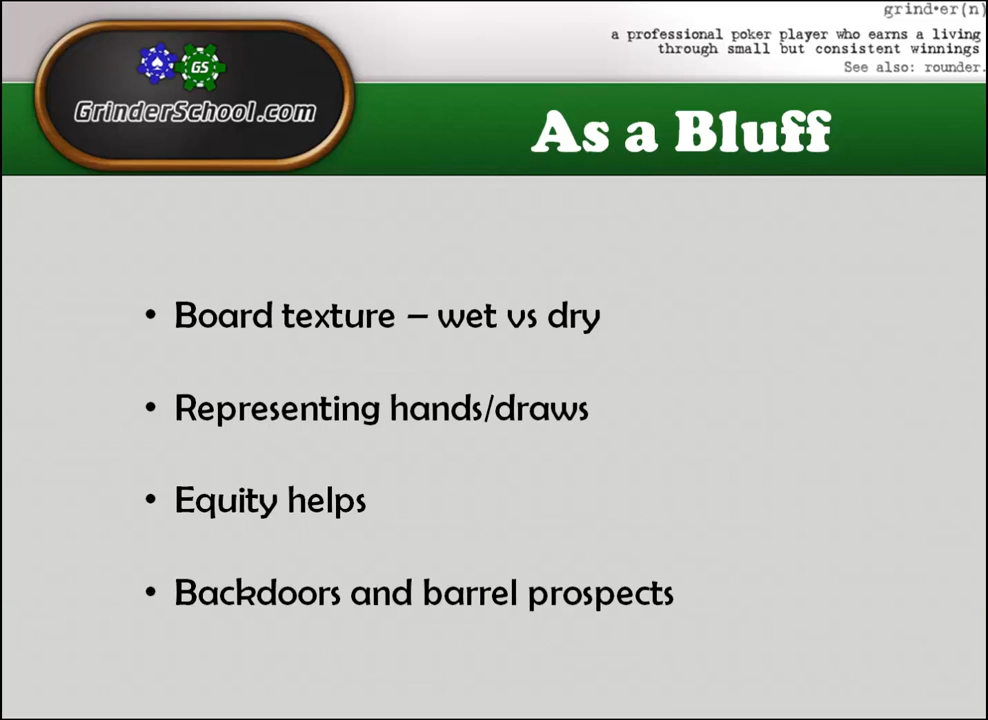 grind•er(n)
a professional poker player who earns a living
through small but consistent winnings
See also: rounder.
GS
GrinderSchool.com
As a Bluff
• Board texture – wet vs dry
• Representing hands/draws
• Equity helps
• Backdoors and barrel prospects